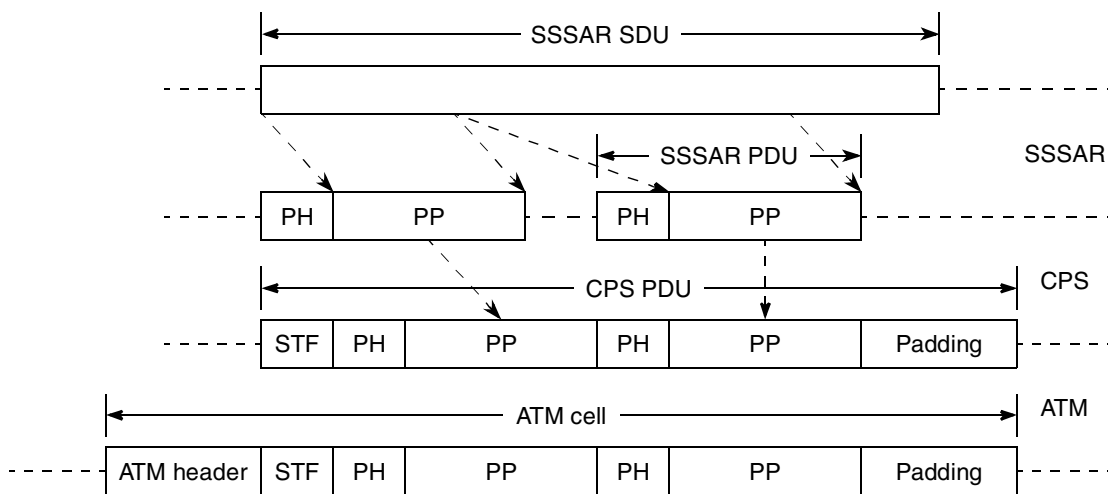 SSSAR SDU
SSSAR PDU SSSAR
PH PP PH PP
CPS PDU CPS
STF PH PP PH PP Padding
ATM cell ATM
ATM header STF PH PP PH PP Padding